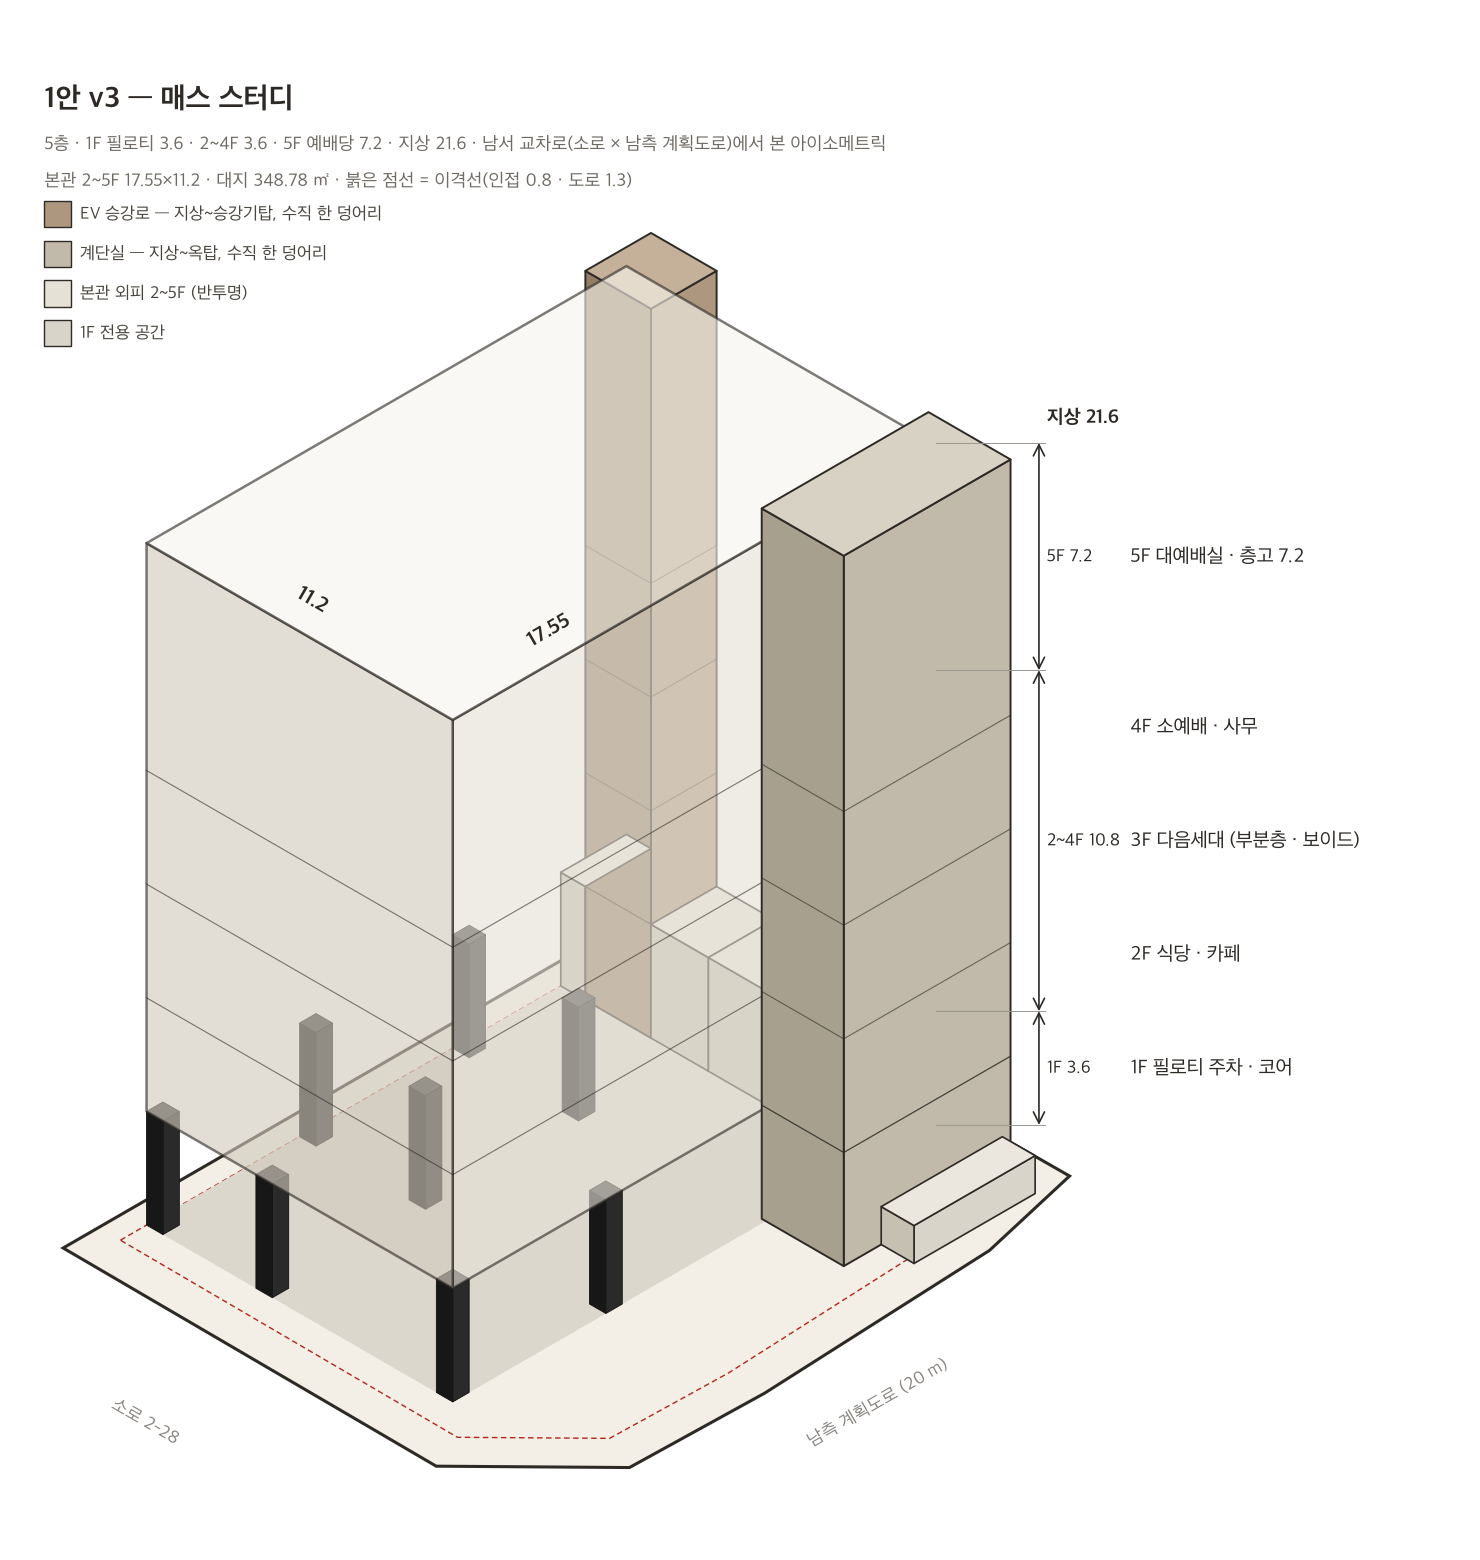 1안 v3 — 매스 스터디
5층 · 1F 필로티 3.6 · 2~4F 3.6 · 5F 예배당 7.2 · 지상 21.6 · 남서 교차로(소로 × 남측 계획도로)에서 본 아이소메트릭
본관 2~5F 17.55×11.2 · 대지 348.78 ㎡ · 붉은 점선 = 이격선(인접 0.8 · 도로 1.3)
EV 승강로 — 지상~승강기탑, 수직 한 덩어리
계단실 — 지상~옥탑, 수직 한 덩어리
본관 외피 2~5F (반투명)
1F 전용 공간
지상 21.6
5F 7.2
5F 대예배실 · 층고 7.2
11.2
17.55
4F 소예배 · 사무
2~4F 10.8
3F 다음세대 (부분층 · 보이드)
2F 식당 · 카페
1F 3.6
1F 필로티 주차 · 코어
소로 2-28
남측 계획도로 (20 m)